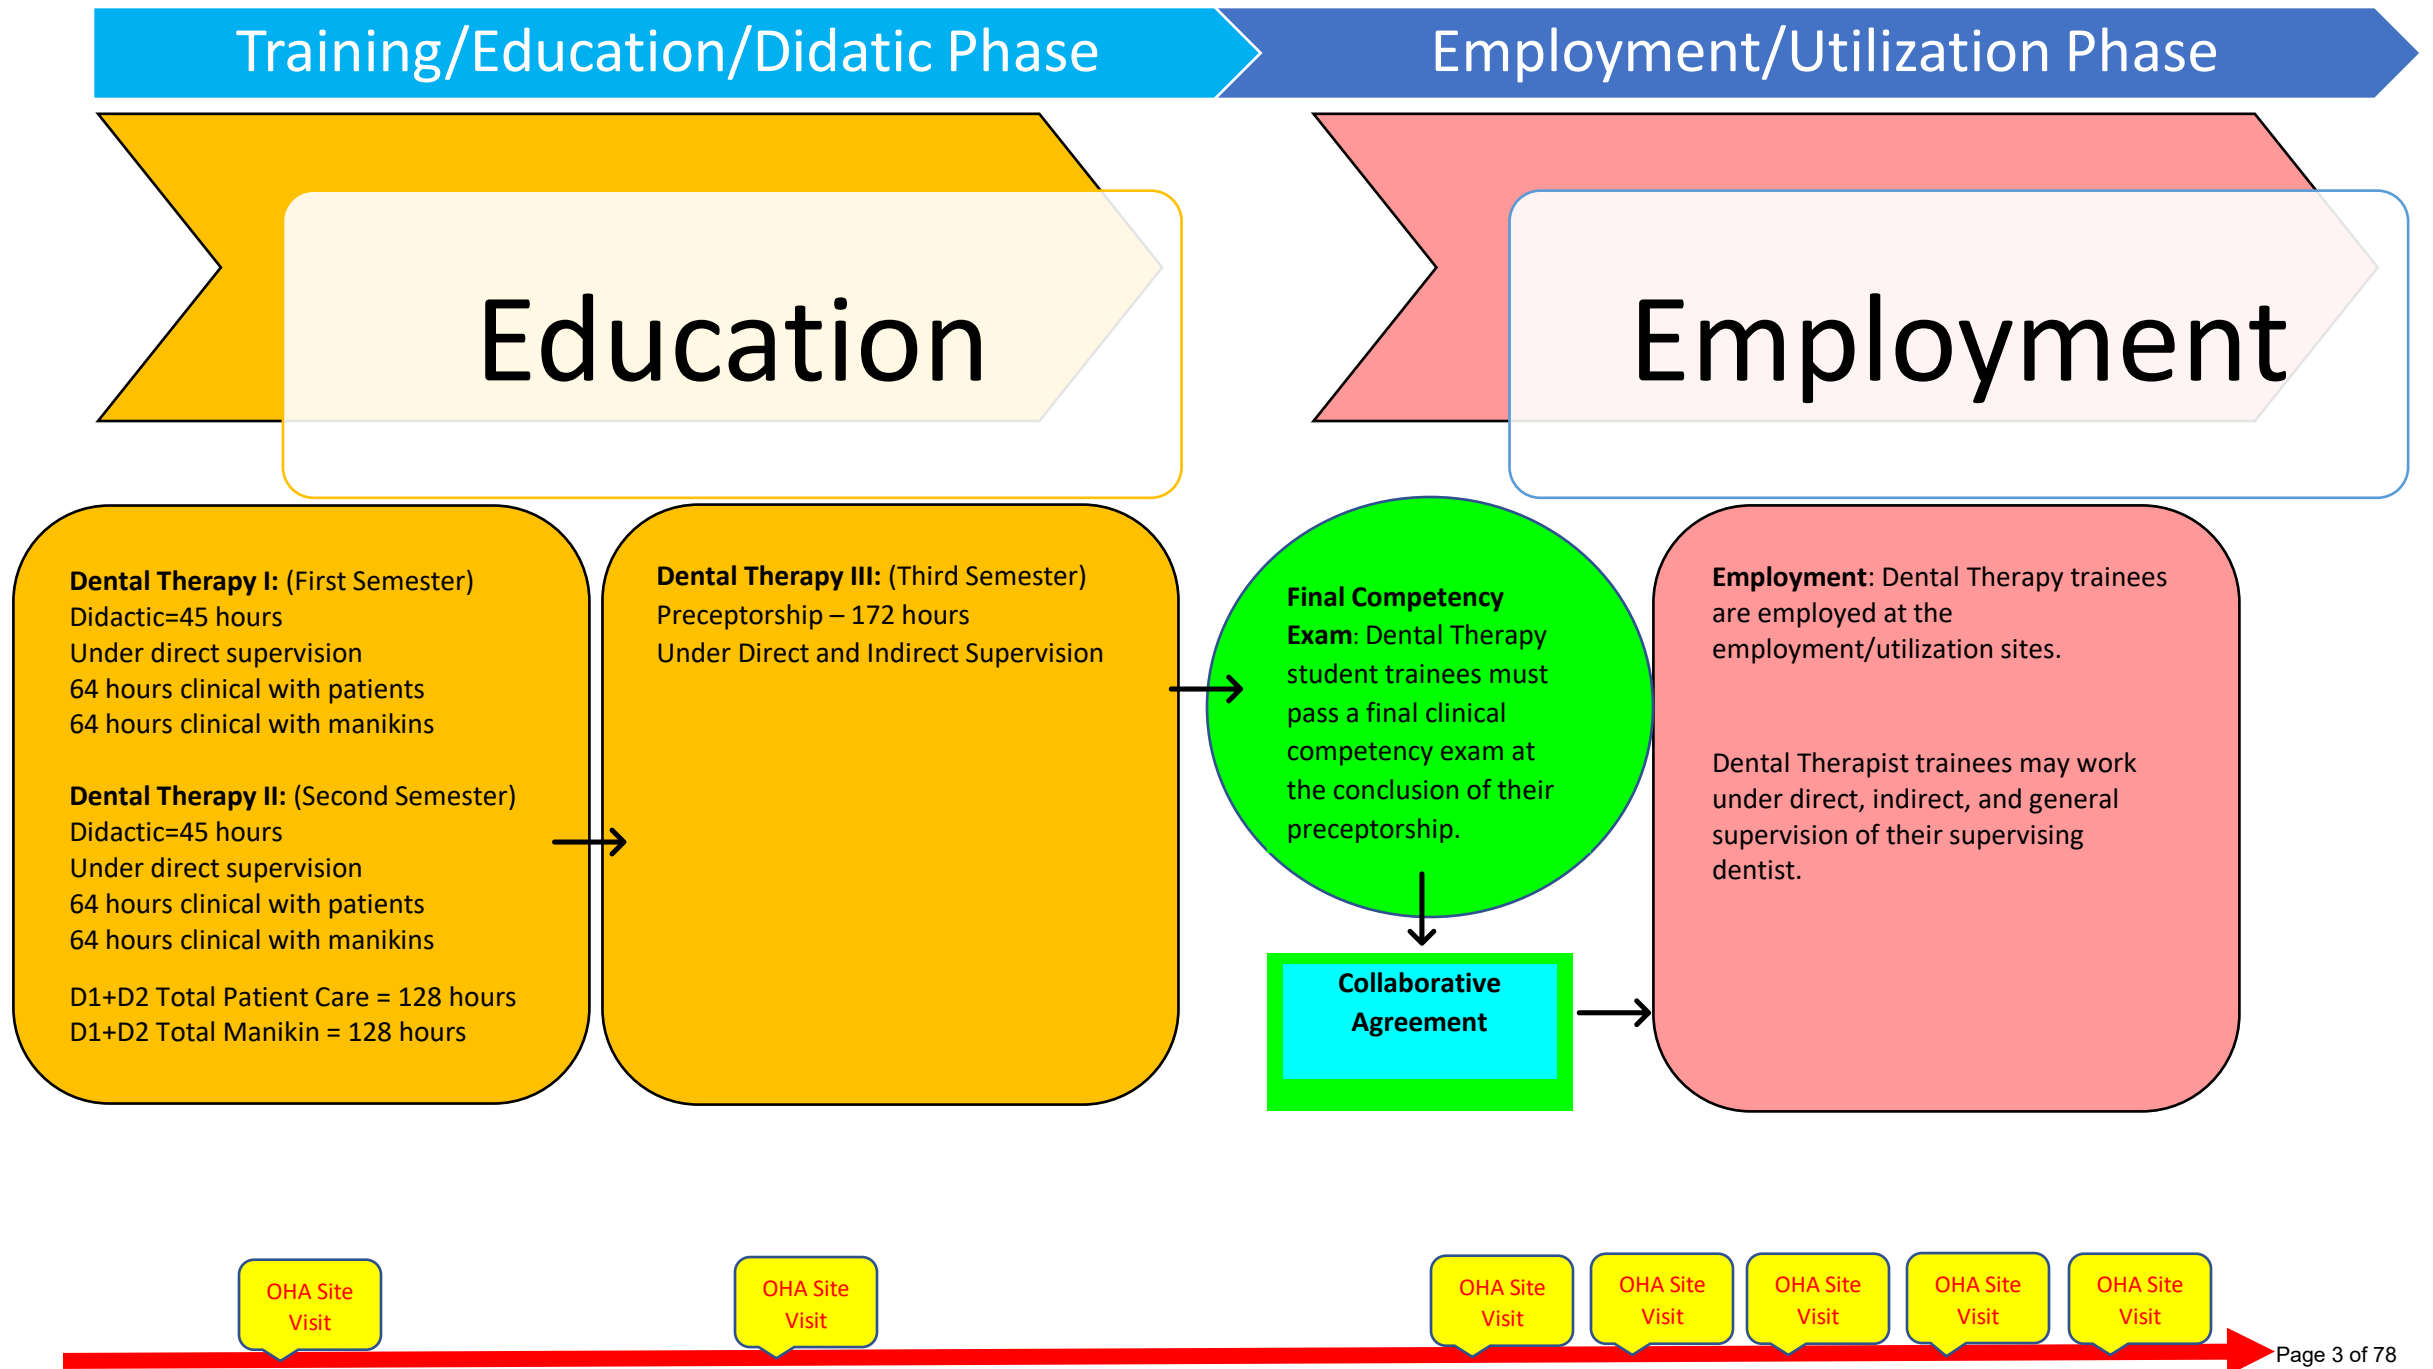 Training/Education/Didatic Phase
Employment/Utilization Phase
Education
Employment
Dental Therapy I: (First Semester)
Didactic=45 hours
Under direct supervision
64 hours clinical with patients
64 hours clinical with manikins
Dental Therapy II: (Second Semester)
Didactic=45 hours
Under direct supervision
64 hours clinical with patients
64 hours clinical with manikins
D1+D2 Total Patient Care = 128 hours
D1+D2 Total Manikin = 128 hours
Dental Therapy III: (Third Semester)
Preceptorship – 172 hours
Under Direct and Indirect Supervision
Final Competency
Exam: Dental Therapy
student trainees must
pass a final clinical
competency exam at
the conclusion of their
preceptorship.
Collaborative
Agreement
Employment: Dental Therapy trainees
are employed at the
employment/utilization sites.
Dental Therapist trainees may work
under direct, indirect, and general
supervision of their supervising
dentist.
OHA Site
Visit
OHA Site
Visit
OHA Site
Visit
OHA Site
Visit
OHA Site
Visit
OHA Site
Visit
OHA Site
Visit
Page 3 of 78